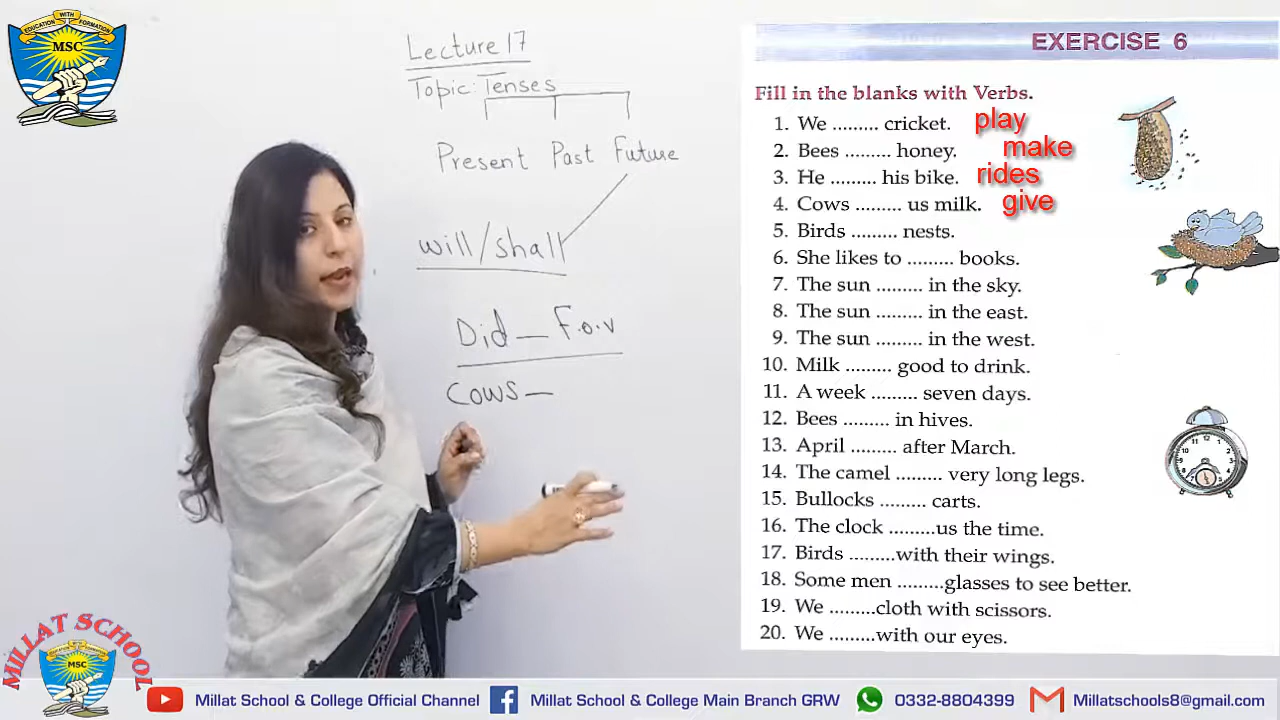 EDUCATION WITH FORMATION
MSC
Lecture 17
Topic: Tenses
Present Past Future
will/shall
Did — F.o.v
Cows —
EXERCISE 6
Fill in the blanks with Verbs.
1. We ......... cricket. play
2. Bees ......... honey. make
3. He ......... his bike. rides
4. Cows ......... us milk. give
5. Birds ......... nests.
6. She likes to ......... books.
7. The sun ......... in the sky.
8. The sun ......... in the east.
9. The sun ......... in the west.
10. Milk ......... good to drink.
11. A week ......... seven days.
12. Bees ......... in hives.
13. April ......... after March.
14. The camel ......... very long legs.
15. Bullocks ......... carts.
16. The clock .........us the time.
17. Birds .........with their wings.
18. Some men .........glasses to see better.
19. We .........cloth with scissors.
20. We .........with our eyes.
MILLAT SCHOOL
MSC
Millat School & College Official Channel
Millat School & College Main Branch GRW
0332-8804399
Millatschools8@gmail.com